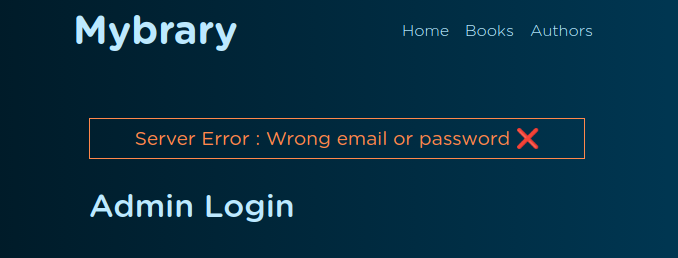 Mybrary
Home Books Authors
Server Error : Wrong email or password ❌
Admin Login